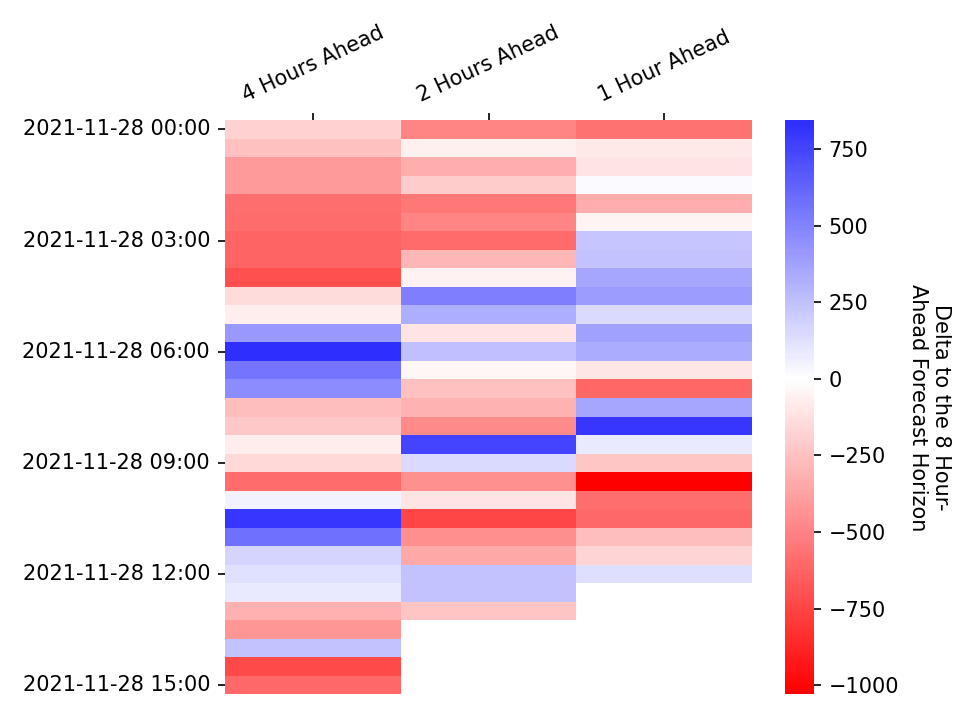 4 Hours Ahead
2 Hours Ahead
1 Hour Ahead
2021-11-28 00:00
2021-11-28 03:00
2021-11-28 06:00
2021-11-28 09:00
2021-11-28 12:00
2021-11-28 15:00
750
500
250
0
−250
−500
−750
−1000
Delta to the 8 Hour-
Ahead Forecast Horizon